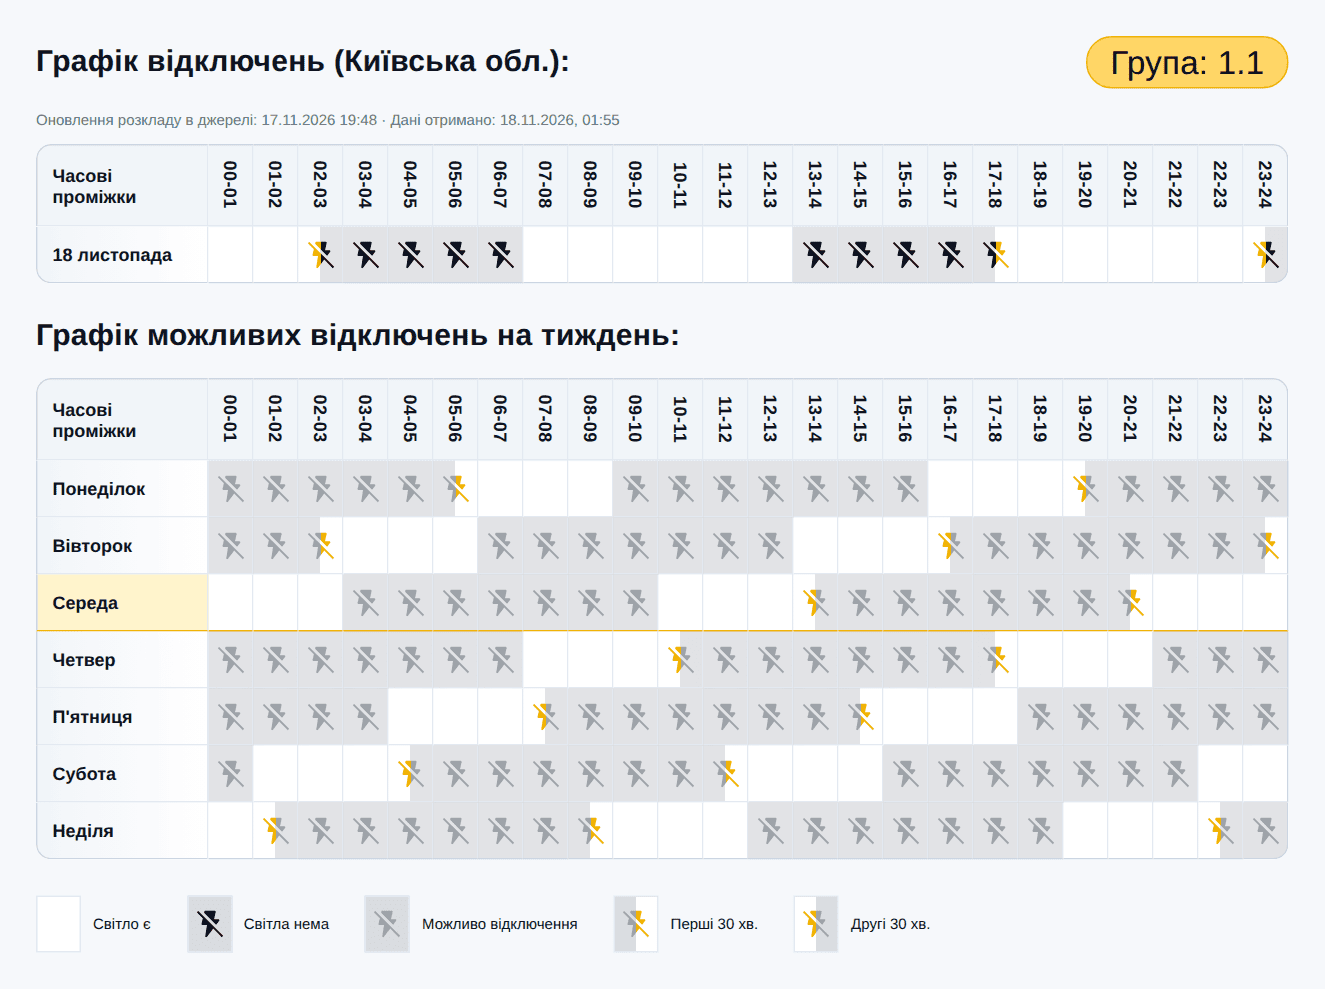 Графік відключень (Київська обл.):
Група: 1.1
Оновлення розкладу в джерелі: 17.11.2026 19:48 · Дані отримано: 18.11.2026, 01:55
Часові проміжки 00-01 01-02 02-03 03-04 04-05 05-06 06-07 07-08 08-09 09-10 10-11 11-12 12-13 13-14 14-15 15-16 16-17 17-18 18-19 19-20 20-21 21-22 22-23 23-24
18 листопада
Графік можливих відключень на тиждень:
Часові проміжки 00-01 01-02 02-03 03-04 04-05 05-06 06-07 07-08 08-09 09-10 10-11 11-12 12-13 13-14 14-15 15-16 16-17 17-18 18-19 19-20 20-21 21-22 22-23 23-24
Понеділок
Вівторок
Середа
Четвер
П'ятниця
Субота
Неділя
Світло є
Світла нема
Можливо відключення
Перші 30 хв.
Другі 30 хв.